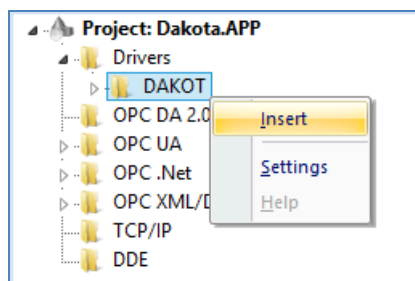 Project: Dakota.APP
Drivers
DAKOT
OPC DA 2.0
Insert
OPC UA
OPC .Net
Settings
OPC XML/D
Help
TCP/IP
DDE